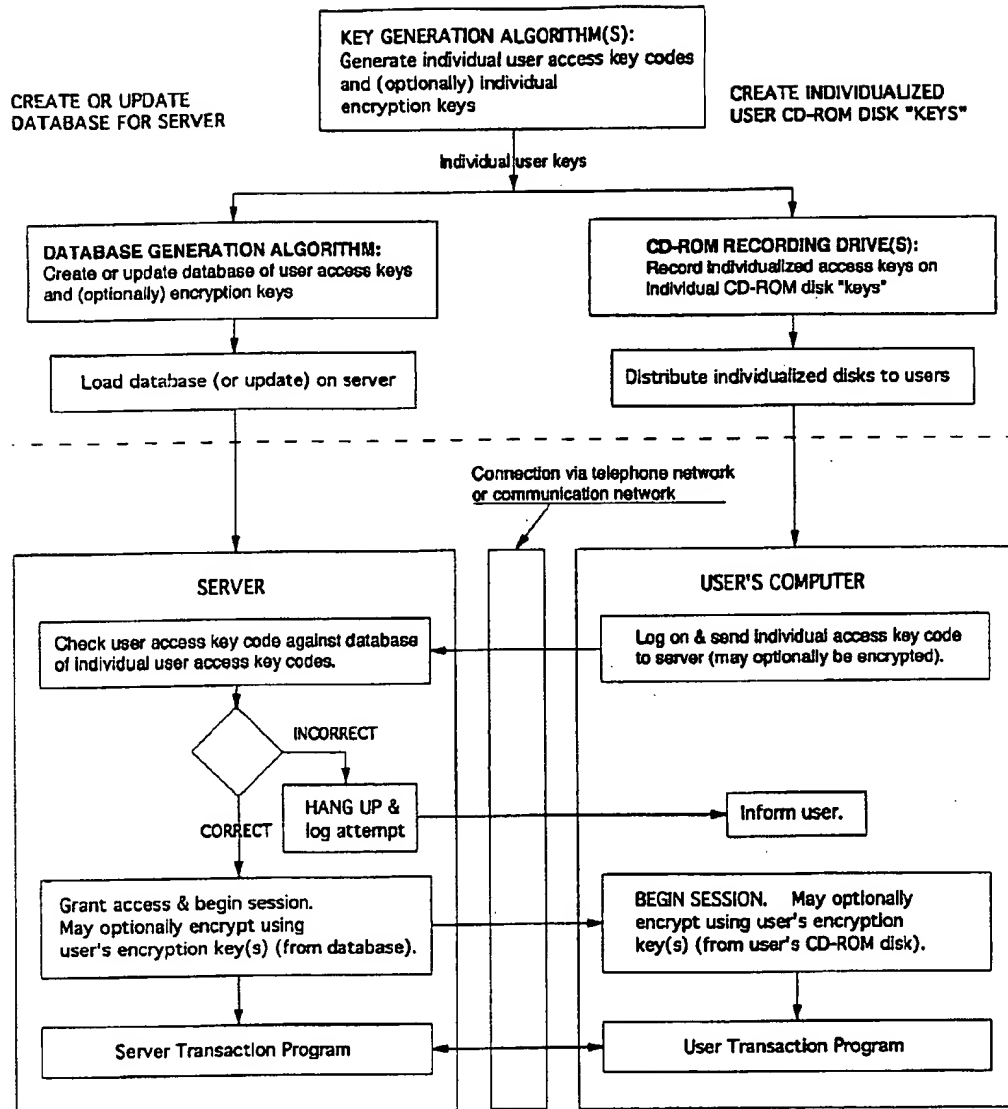 KEY GENERATION ALGORITHM(S):
Generate individual user access key codes
and (optionally) individual
encryption keys
CREATE OR UPDATE
DATABASE FOR SERVER
CREATE INDIVIDUALIZED
USER CD-ROM DISK "KEYS"
Individual user keys
DATABASE GENERATION ALGORITHM:
Create or update database of user access keys
and (optionally) encryption keys
CD-ROM RECORDING DRIVE(S):
Record individualized access keys on
individual CD-ROM disk "keys"
Load database (or update) on server
Distribute individualized disks to users
Connection via telephone network
or communication network
SERVER
USER'S COMPUTER
Check user access key code against database
of individual user access key codes.
Log on & send individual access key code
to server (may optionally be encrypted).
INCORRECT
HANG UP &
log attempt
Inform user.
CORRECT
Grant access & begin session.
May optionally encrypt using
user's encryption key(s) (from database).
BEGIN SESSION. May optionally
encrypt using user's encryption
key(s) (from user's CD-ROM disk).
Server Transaction Program
User Transaction Program